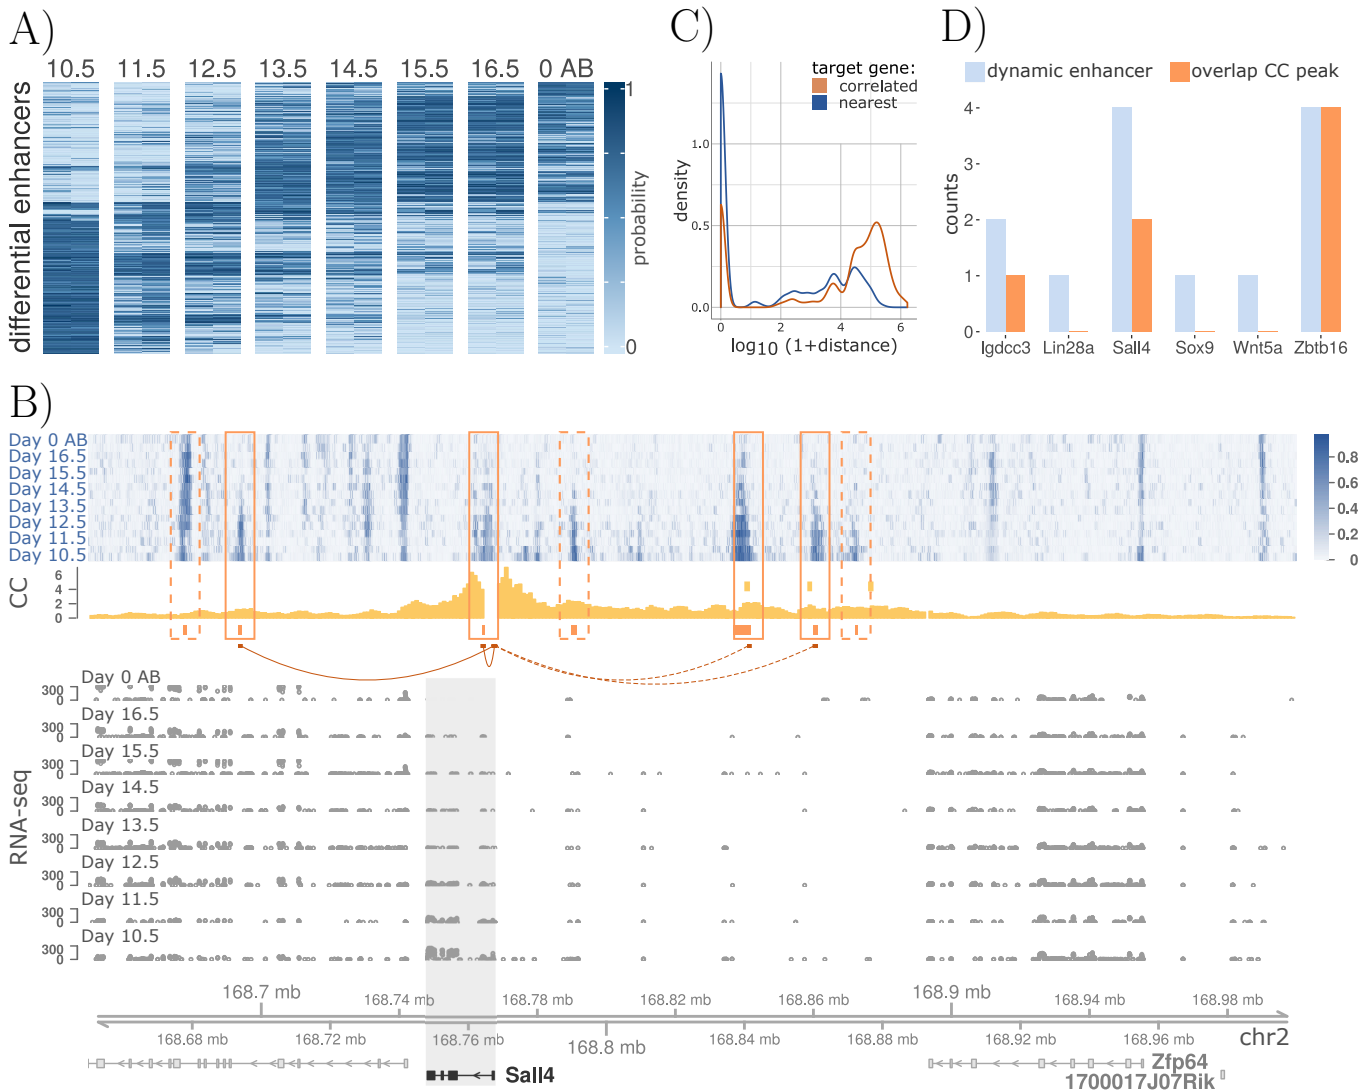 A)
10.5 11.5 12.5 13.5 14.5 15.5 16.5 0 AB
differential enhancers
1
0
probability
C)
target gene:
correlated
nearest
density
1.0
0.5
0.0
0 2 4 6
log10 (1+distance)
D)
dynamic enhancer overlap CC peak
counts
4
3
2
1
0
Igdcc3 Lin28a Sall4 Sox9 Wnt5a Zbtb16
B)
Day 0 AB
Day 16.5
Day 15.5
Day 14.5
Day 13.5
Day 12.5
Day 11.5
Day 10.5
0.8
0.6
0.4
0.2
0
CC
6
4
2
0
RNA-seq
Day 0 AB
300
0
Day 16.5
300
0
Day 15.5
300
0
Day 14.5
300
0
Day 13.5
300
0
Day 12.5
300
0
Day 11.5
300
0
Day 10.5
300
0
168.7 mb 168.74 mb 168.78 mb 168.82 mb 168.86 mb 168.9 mb 168.94 mb 168.98 mb
168.68 mb 168.72 mb 168.76 mb 168.8 mb 168.84 mb 168.88 mb 168.92 mb 168.96 mb
chr2
Sall4
Zfp64
1700017J07Rik